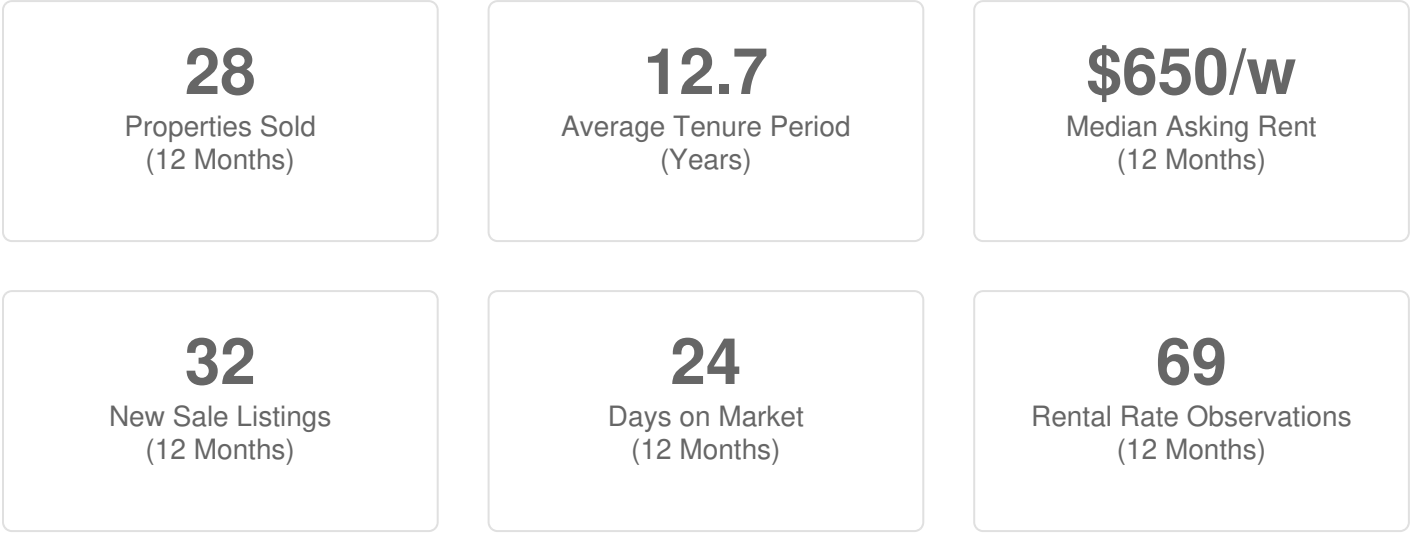 28
Properties Sold
(12 Months)
12.7
Average Tenure Period
(Years)
$650/w
Median Asking Rent
(12 Months)
32
New Sale Listings
(12 Months)
24
Days on Market
(12 Months)
69
Rental Rate Observations
(12 Months)